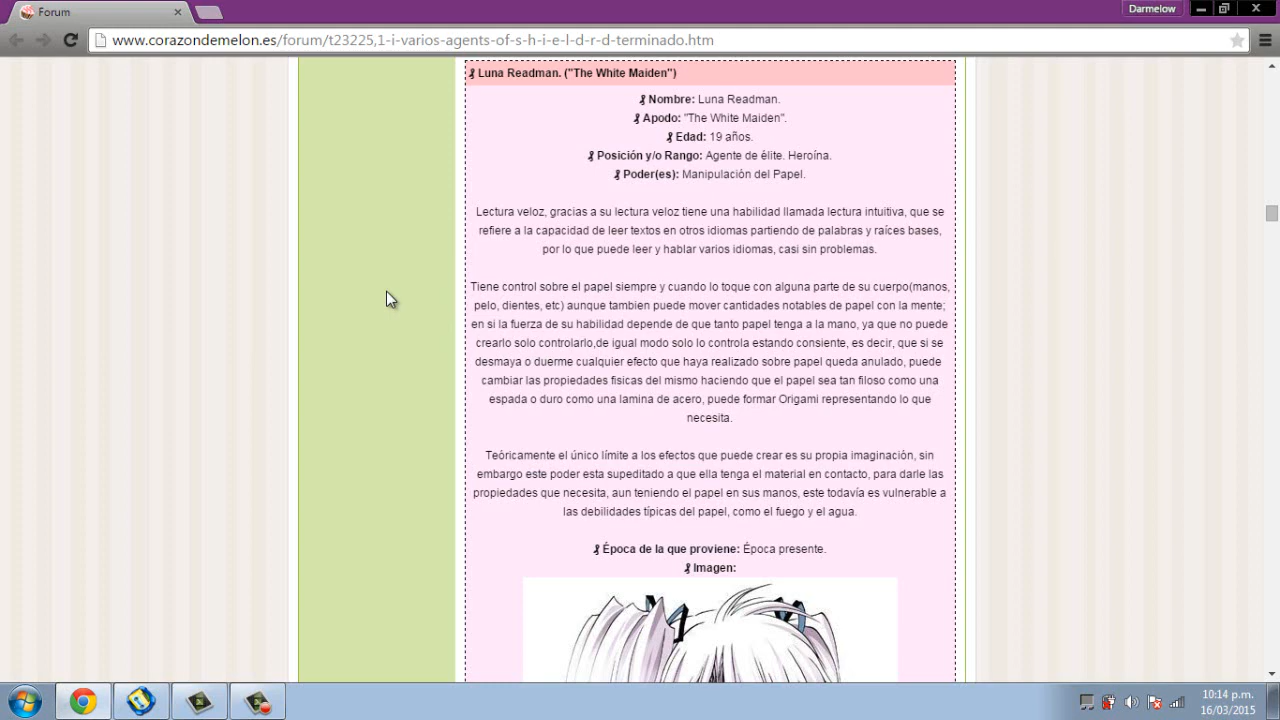 Forum
Darmelow
www.corazondemelon.es/forum/t23225,1-i-varios-agents-of-s-h-i-e-l-d-r-d-terminado.htm
Luna Readman. ("The White Maiden")
Nombre: Luna Readman.
Apodo: "The White Maiden".
Edad: 19 años.
Posición y/o Rango: Agente de élite. Heroína.
Poder(es): Manipulación del Papel.
Lectura veloz, gracias a su lectura veloz tiene una habilidad llamada lectura intuitiva, que se
refiere a la capacidad de leer textos en otros idiomas partiendo de palabras y raíces bases,
por lo que puede leer y hablar varios idiomas, casi sin problemas.
Tiene control sobre el papel siempre y cuando lo toque con alguna parte de su cuerpo(manos,
pelo, dientes, etc) aunque tambien puede mover cantidades notables de papel con la mente;
en si la fuerza de su habilidad depende de que tanto papel tenga a la mano, ya que no puede
crearlo solo controlarlo,de igual modo solo lo controla estando consiente, es decir, que si se
desmaya o duerme cualquier efecto que haya realizado sobre papel queda anulado, puede
cambiar las propiedades fisicas del mismo haciendo que el papel sea tan filoso como una
espada o duro como una lamina de acero, puede formar Origami representando lo que
necesita.
Teóricamente el único límite a los efectos que puede crear es su propia imaginación, sin
embargo este poder esta supeditado a que ella tenga el material en contacto, para darle las
propiedades que necesita, aun teniendo el papel en sus manos, este todavía es vulnerable a
las debilidades típicas del papel, como el fuego y el agua.
Época de la que proviene: Época presente.
Imagen:
10:14 p.m.
16/03/2015